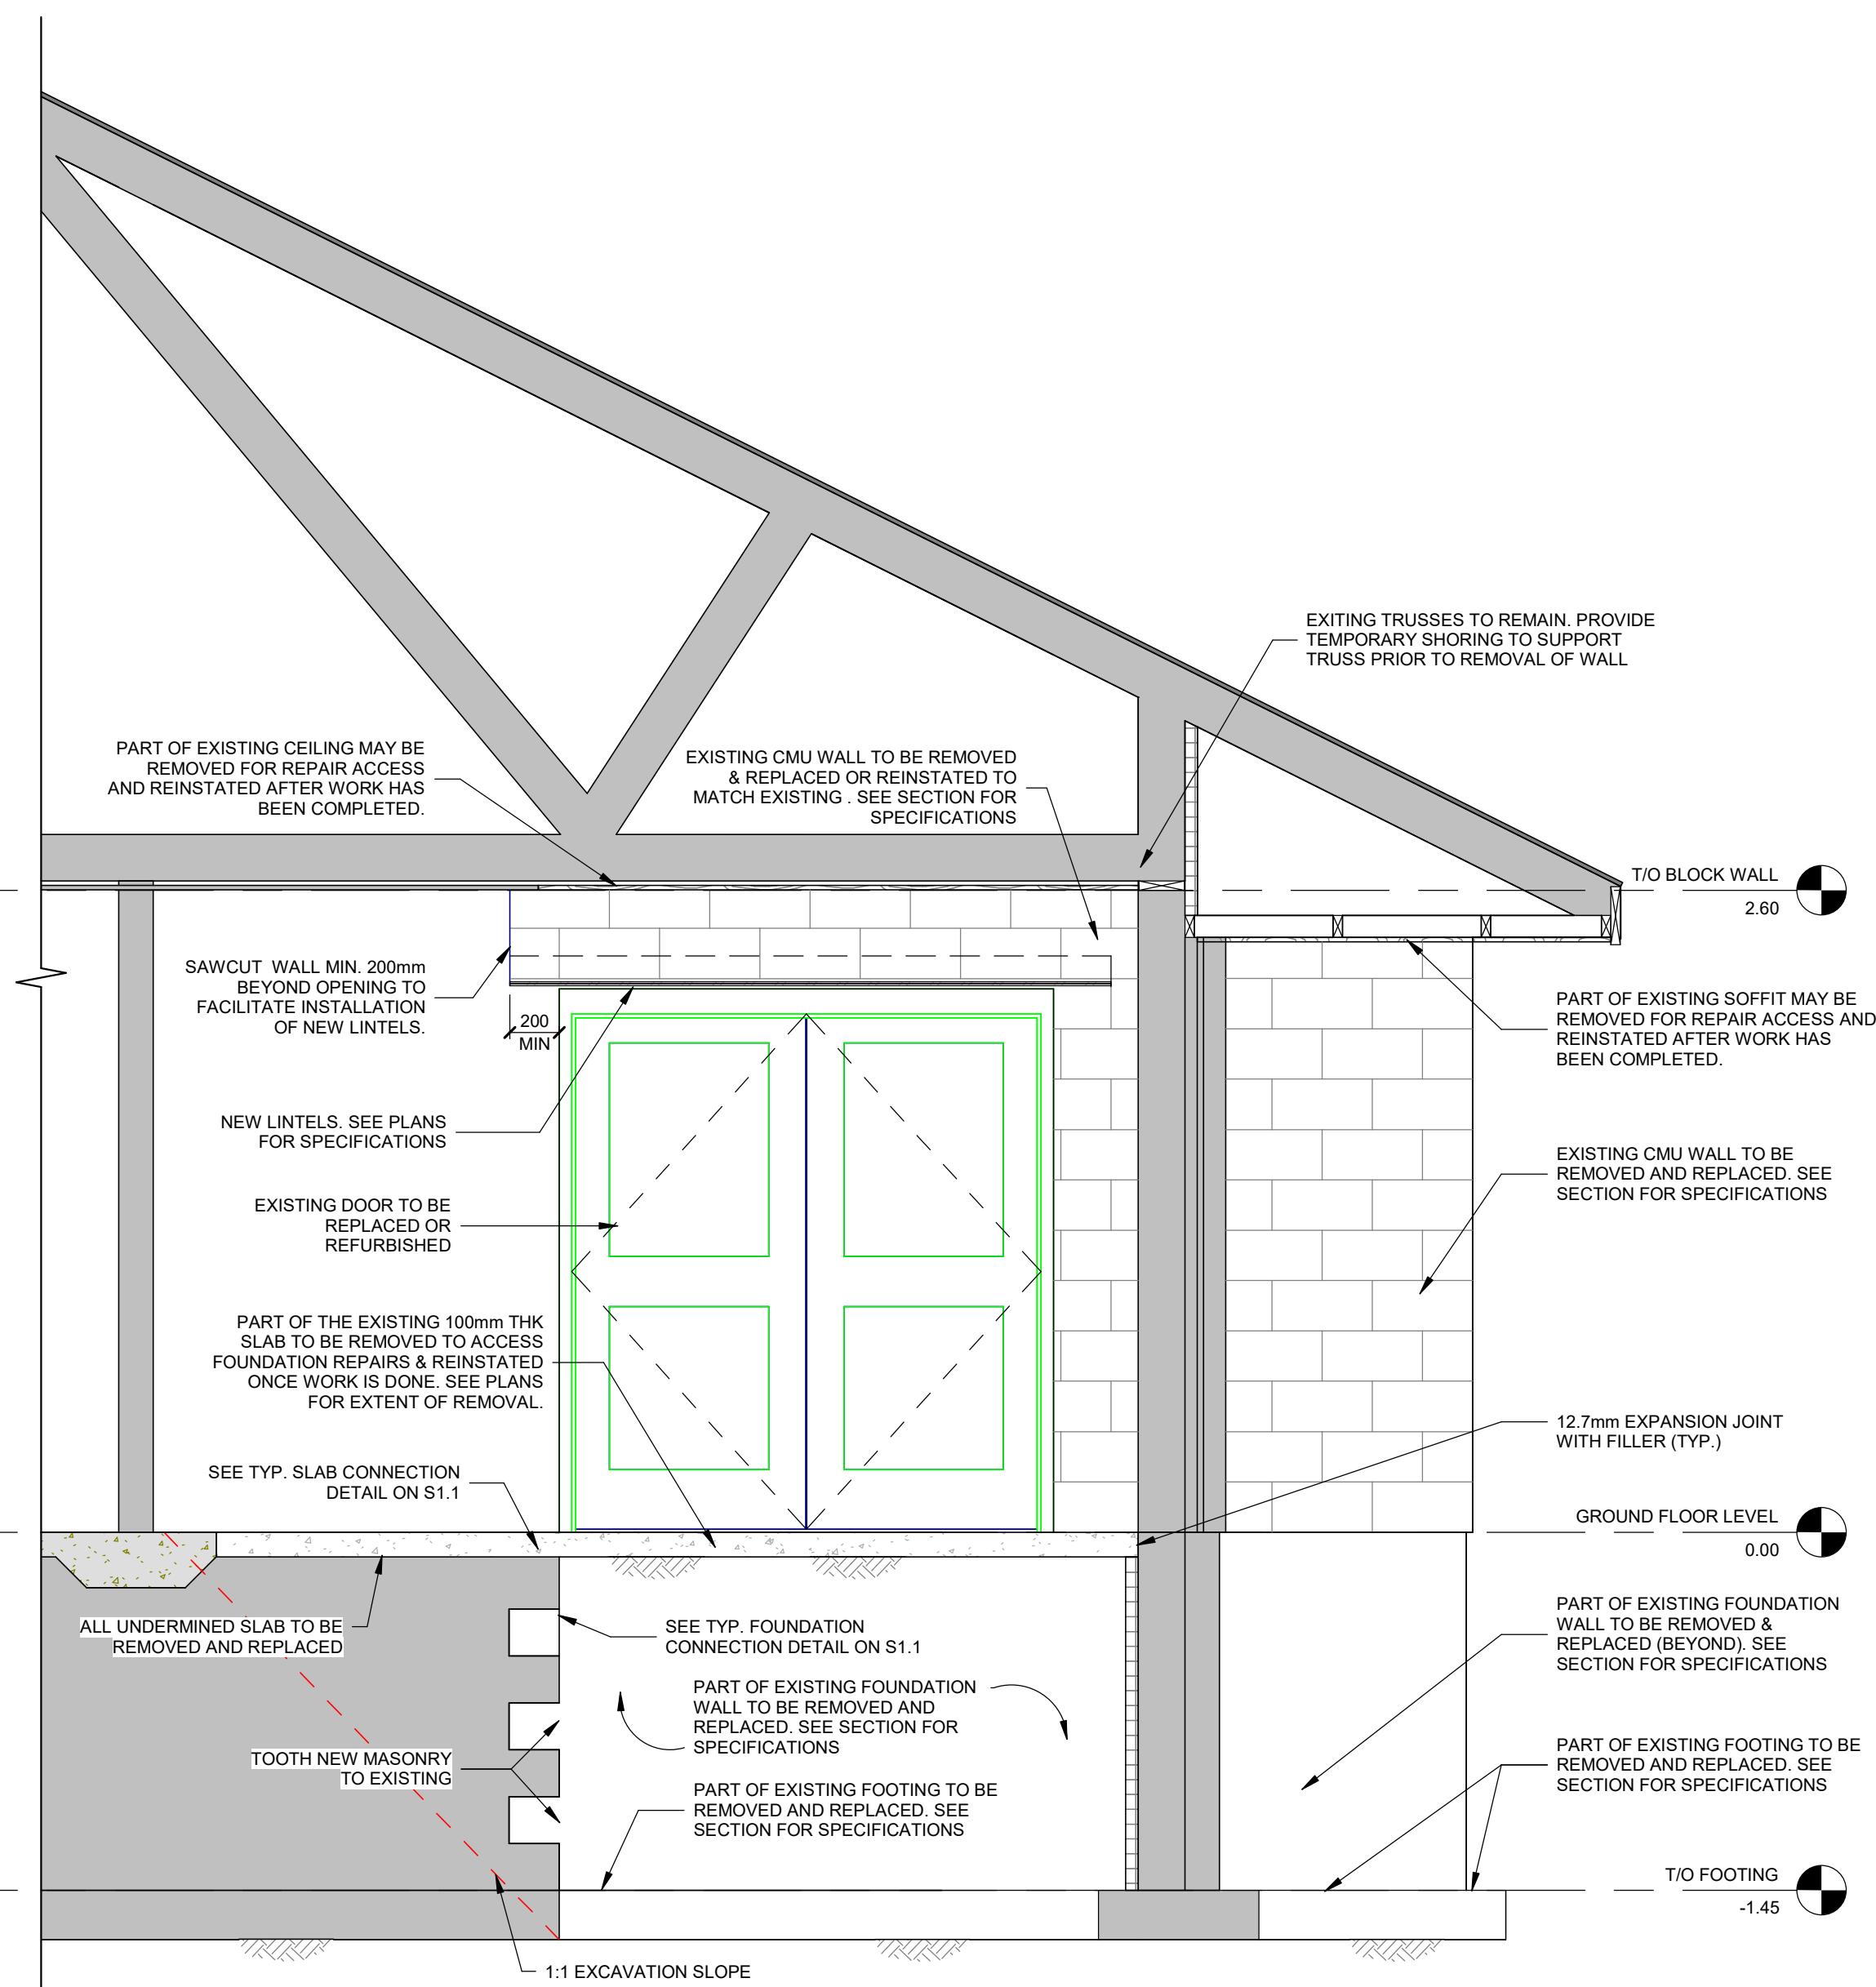 EXITING TRUSSES TO REMAIN. PROVIDE
TEMPORARY SHORING TO SUPPORT
TRUSS PRIOR TO REMOVAL OF WALL
PART OF EXISTING CEILING MAY BE
REMOVED FOR REPAIR ACCESS
AND REINSTATED AFTER WORK HAS
BEEN COMPLETED.
EXISTING CMU WALL TO BE REMOVED
& REPLACED OR REINSTATED TO
MATCH EXISTING . SEE SECTION FOR
SPECIFICATIONS
T/O BLOCK WALL
2.60
SAWCUT WALL MIN. 200mm
BEYOND OPENING TO
FACILITATE INSTALLATION
OF NEW LINTELS.
200
MIN
PART OF EXISTING SOFFIT MAY BE
REMOVED FOR REPAIR ACCESS AND
REINSTATED AFTER WORK HAS
BEEN COMPLETED.
NEW LINTELS. SEE PLANS
FOR SPECIFICATIONS
EXISTING CMU WALL TO BE
REMOVED AND REPLACED. SEE
SECTION FOR SPECIFICATIONS
EXISTING DOOR TO BE
REPLACED OR
REFURBISHED
PART OF THE EXISTING 100mm THK
SLAB TO BE REMOVED TO ACCESS
FOUNDATION REPAIRS & REINSTATED
ONCE WORK IS DONE. SEE PLANS
FOR EXTENT OF REMOVAL.
12.7mm EXPANSION JOINT
WITH FILLER (TYP.)
SEE TYP. SLAB CONNECTION
DETAIL ON S1.1
GROUND FLOOR LEVEL
0.00
ALL UNDERMINED SLAB TO BE
REMOVED AND REPLACED
SEE TYP. FOUNDATION
CONNECTION DETAIL ON S1.1
PART OF EXISTING FOUNDATION
WALL TO BE REMOVED &
REPLACED (BEYOND). SEE
SECTION FOR SPECIFICATIONS
PART OF EXISTING FOUNDATION
WALL TO BE REMOVED AND
REPLACED. SEE SECTION FOR
SPECIFICATIONS
TOOTH NEW MASONRY
TO EXISTING
PART OF EXISTING FOOTING TO BE
REMOVED AND REPLACED. SEE
SECTION FOR SPECIFICATIONS
PART OF EXISTING FOOTING TO BE
REMOVED AND REPLACED. SEE
SECTION FOR SPECIFICATIONS
T/O FOOTING
-1.45
1:1 EXCAVATION SLOPE